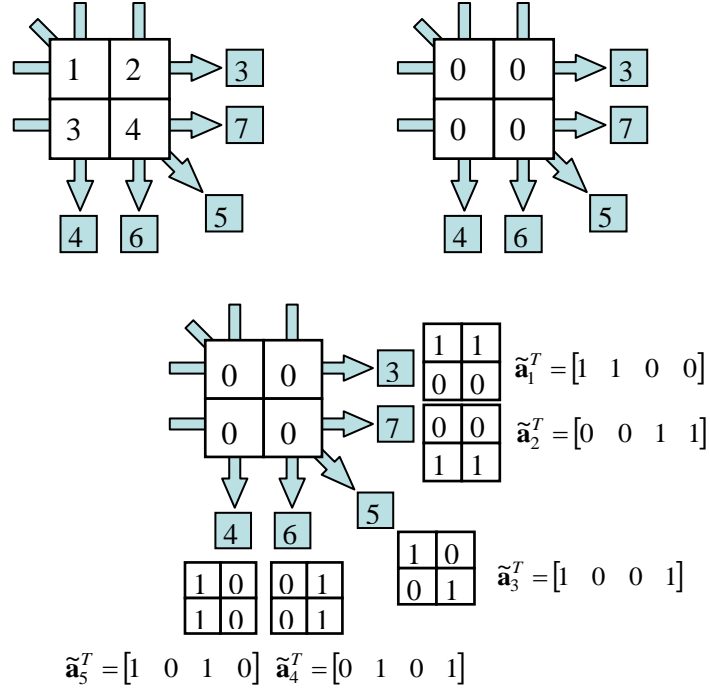 1 2 3
3 4 7
4 6 5
0 0 3
0 0 7
4 6 5
0 0 3
0 0 7
4 6 5
1 1
0 0
ã₁ᵀ = [1 1 0 0]
0 0
1 1
ã₂ᵀ = [0 0 1 1]
1 0
0 1
ã₃ᵀ = [1 0 0 1]
1 0 0 1
1 0 0 1
ã₅ᵀ = [1 0 1 0] ã₄ᵀ = [0 1 0 1]